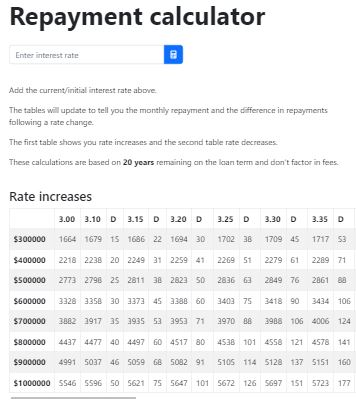 Repayment calculator
Enter interest rate
Add the current/initial interest rate above.
The tables will update to tell you the monthly repayment and the difference in repayments
following a rate change.
The first table shows you rate increases and the second table rate decreases.
These calculations are based on 20 years remaining on the loan term and don't factor in fees.
Rate increases
3.00 3.10 D 3.15 D 3.20 D 3.25 D 3.30 D 3.35 D
$300000 1664 1679 15 1686 22 1694 30 1702 38 1709 45 1717 53
$400000 2218 2238 20 2249 31 2259 41 2269 51 2279 61 2289 71
$500000 2773 2798 25 2811 38 2823 50 2836 63 2849 76 2861 88
$600000 3328 3358 30 3373 45 3388 60 3403 75 3418 90 3434 106
$700000 3882 3917 35 3935 53 3953 71 3970 88 3988 106 4006 124
$800000 4437 4477 40 4497 60 4517 80 4538 101 4558 121 4578 141
$900000 4991 5037 46 5059 68 5082 91 5105 114 5128 137 5151 160
$1000000 5546 5596 50 5621 75 5647 101 5672 126 5697 151 5723 177